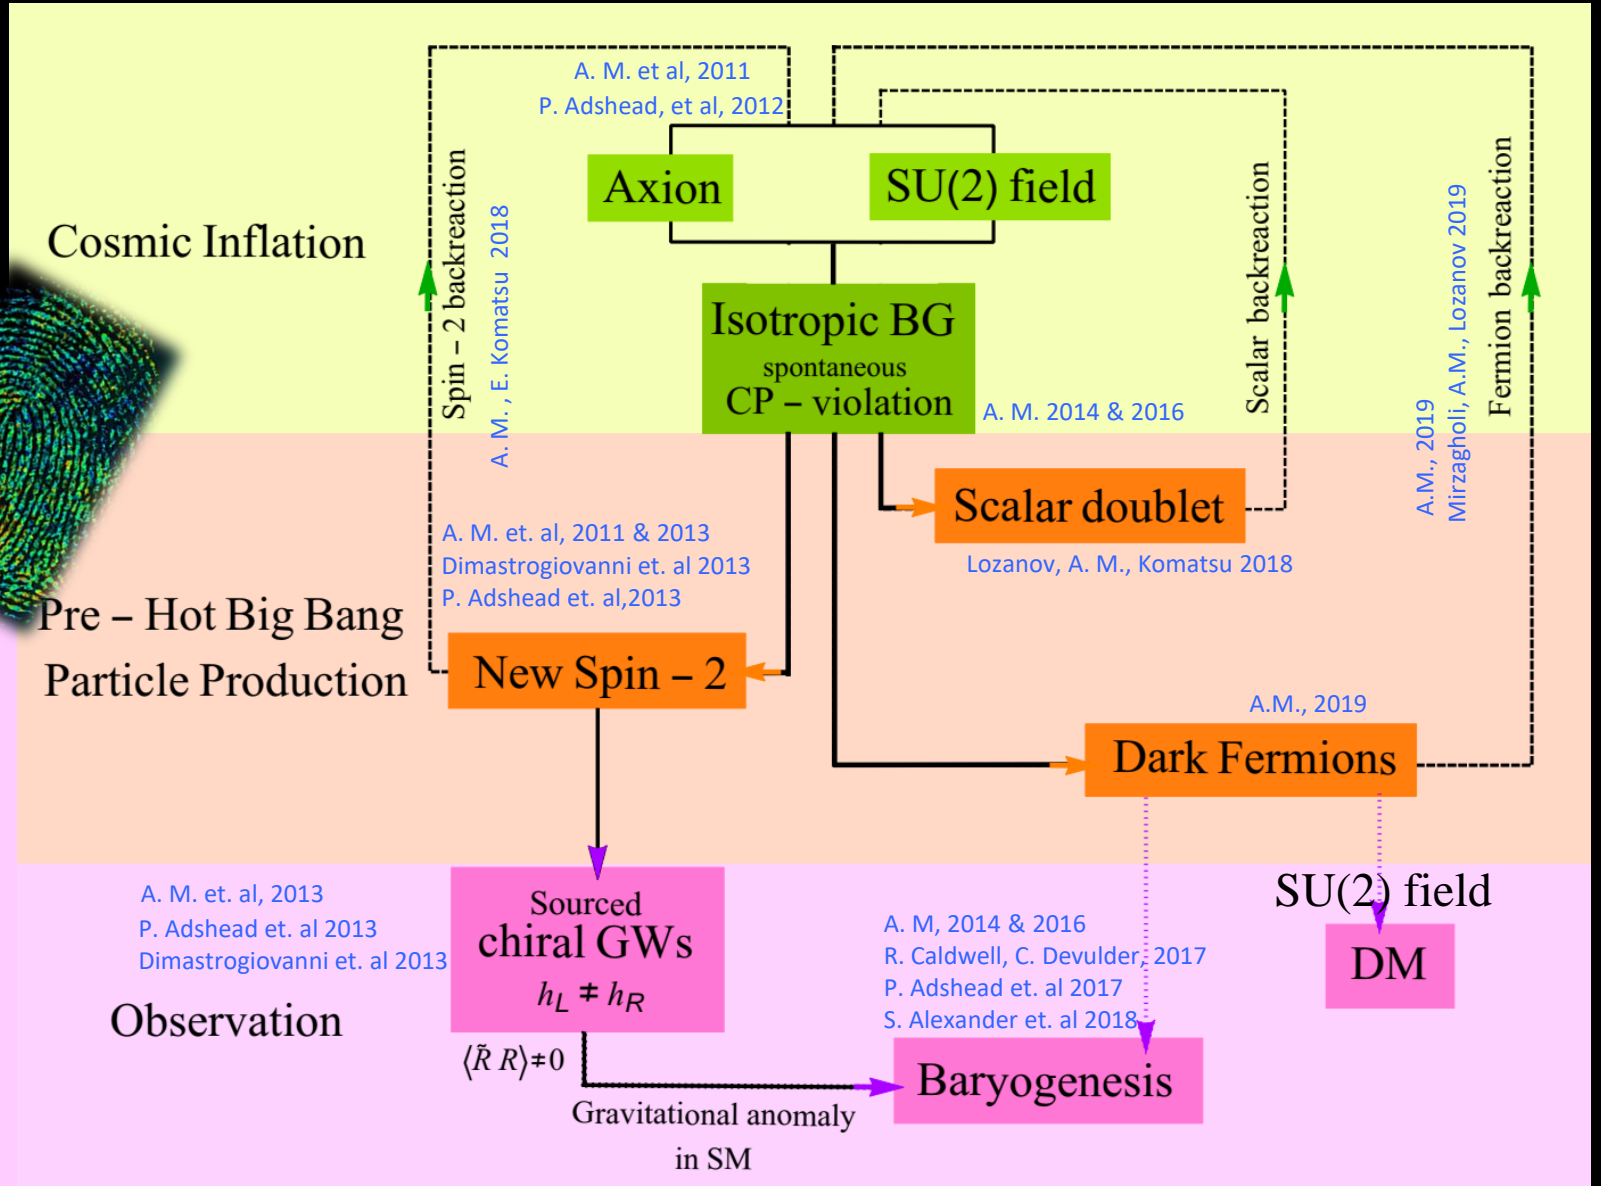 A. M. et al, 2011
P. Adshead, et al, 2012
Axion
SU(2) field
Cosmic Inflation
Spin – 2 backreaction
A. M. , E. Komatsu 2018
Isotropic BG
spontaneous
CP – violation
A. M. 2014 & 2016
Scalar backreaction
A.M., 2019
Mirzagholi, A.M., Lozanov 2019
Fermion backreaction
Scalar doublet
Lozanov, A. M., Komatsu 2018
A. M. et. al, 2011 & 2013
Dimastrogiovanni et. al 2013
P. Adshead et. al,2013
Pre – Hot Big Bang
Particle Production
New Spin – 2
A.M., 2019
Dark Fermions
A. M. et. al, 2013
P. Adshead et. al 2013
Dimastrogiovanni et. al 2013
Observation
Sourced
chiral GWs
h_L ≠ h_R
⟨R̃ R⟩≠0
Gravitational anomaly
in SM
A. M, 2014 & 2016
R. Caldwell, C. Devulder, 2017
P. Adshead et. al 2017
S. Alexander et. al 2018
Baryogenesis
SU(2) field
DM